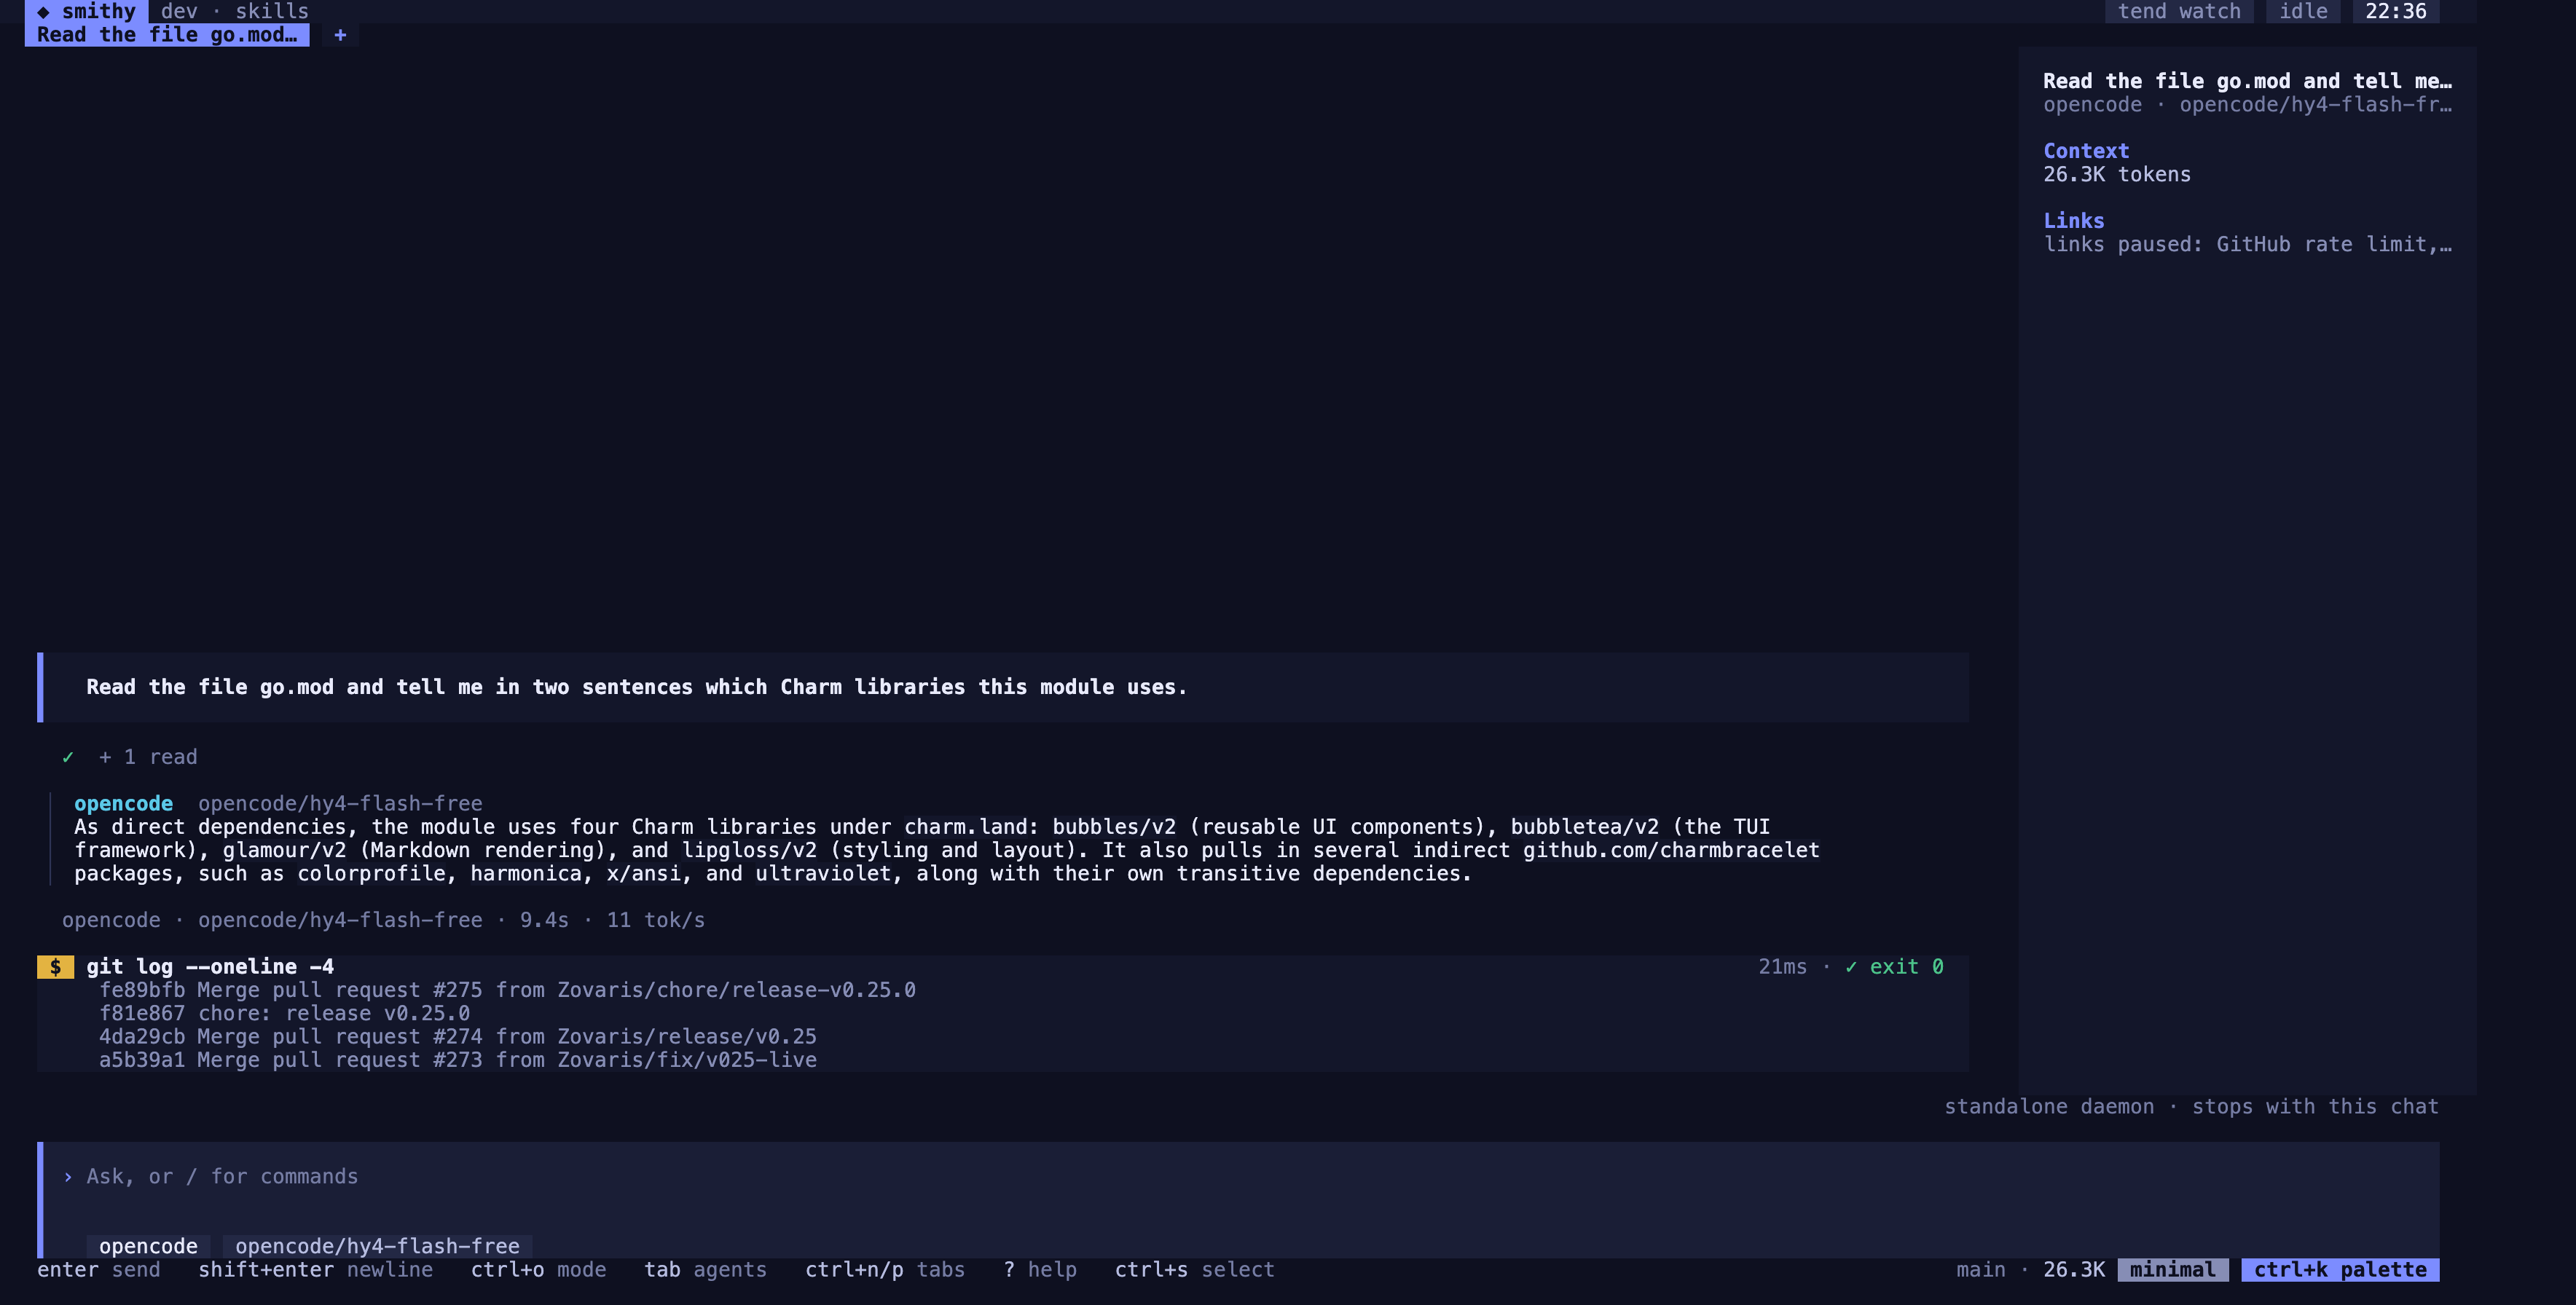 ◆ smithy dev · skills tend watch idle 22:36
Read the file go.mod… +
Read the file go.mod and tell me…
opencode · opencode/hy4-flash-fr…
Context
26.3K tokens
Links
links paused: GitHub rate limit,…
Read the file go.mod and tell me in two sentences which Charm libraries this module uses.
✓ + 1 read
opencode opencode/hy4-flash-free
As direct dependencies, the module uses four Charm libraries under charm.land: bubbles/v2 (reusable UI components), bubbletea/v2 (the TUI
framework), glamour/v2 (Markdown rendering), and lipgloss/v2 (styling and layout). It also pulls in several indirect github.com/charmbracelet
packages, such as colorprofile, harmonica, x/ansi, and ultraviolet, along with their own transitive dependencies.
opencode · opencode/hy4-flash-free · 9.4s · 11 tok/s
$ git log --oneline -4 21ms · ✓ exit 0
fe89bfb Merge pull request #275 from Zovaris/chore/release-v0.25.0
f81e867 chore: release v0.25.0
4da29cb Merge pull request #274 from Zovaris/release/v0.25
a5b39a1 Merge pull request #273 from Zovaris/fix/v025-live
standalone daemon · stops with this chat
› Ask, or / for commands
opencode opencode/hy4-flash-free
enter send shift+enter newline ctrl+o mode tab agents ctrl+n/p tabs ? help ctrl+s select main · 26.3K minimal ctrl+k palette